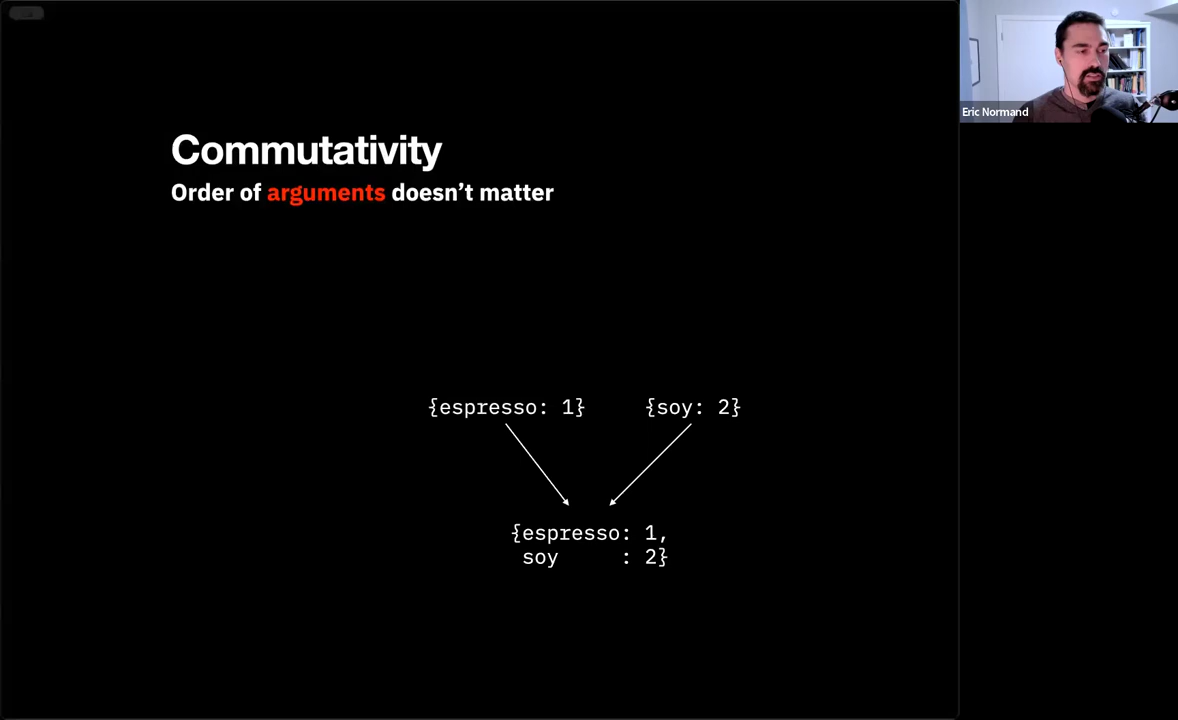 Commutativity
Order of arguments doesn’t matter
{espresso: 1} {soy: 2}
{espresso: 1,
soy : 2}
Eric Normand